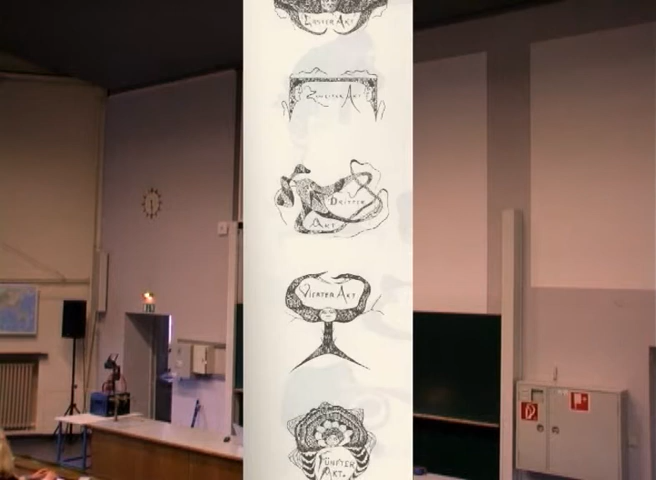 ERSTER AKT
ZWEITER AKT
DRITTER
AKT
VIERTER AKT
FÜNFTER
AKT.